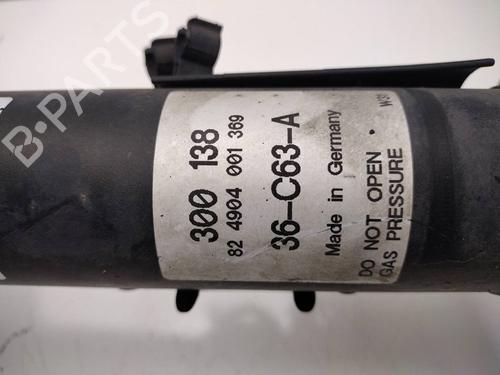 300 138
82 4904 001 369
36-C63-A
Made in Germany
DO NOT OPEN •
GAS PRESSURE
B-PARTS